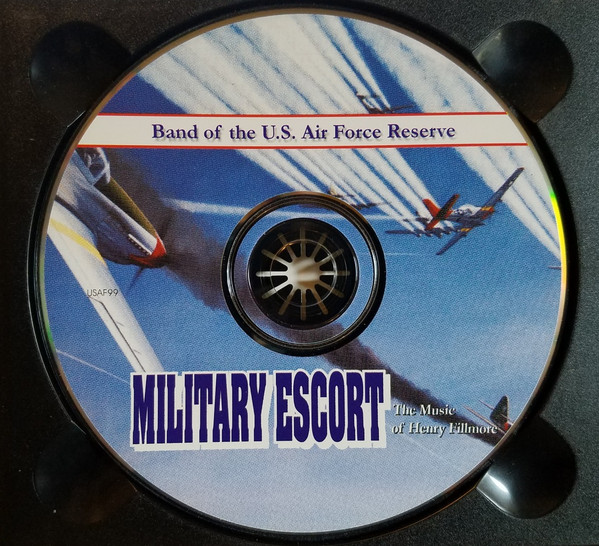 Band of the U.S. Air Force Reserve
USAF99
MILITARY ESCORT
The Music
of Henry Fillmore